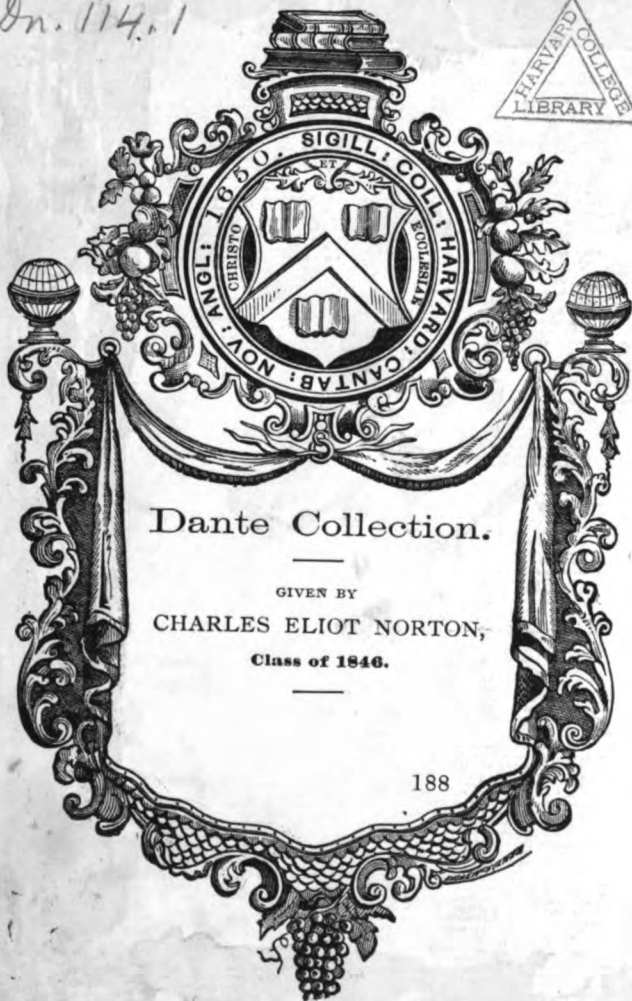 Dn. 114.1
HARVARD COLLEGE
LIBRARY
SIGILL: COLL: HARVARD: CANTAB: NOV: ANGL: 1650.
ET
CHRISTO
ECCLESIAE
Dante Collection.
GIVEN BY
CHARLES ELIOT NORTON,
Class of 1846.
188